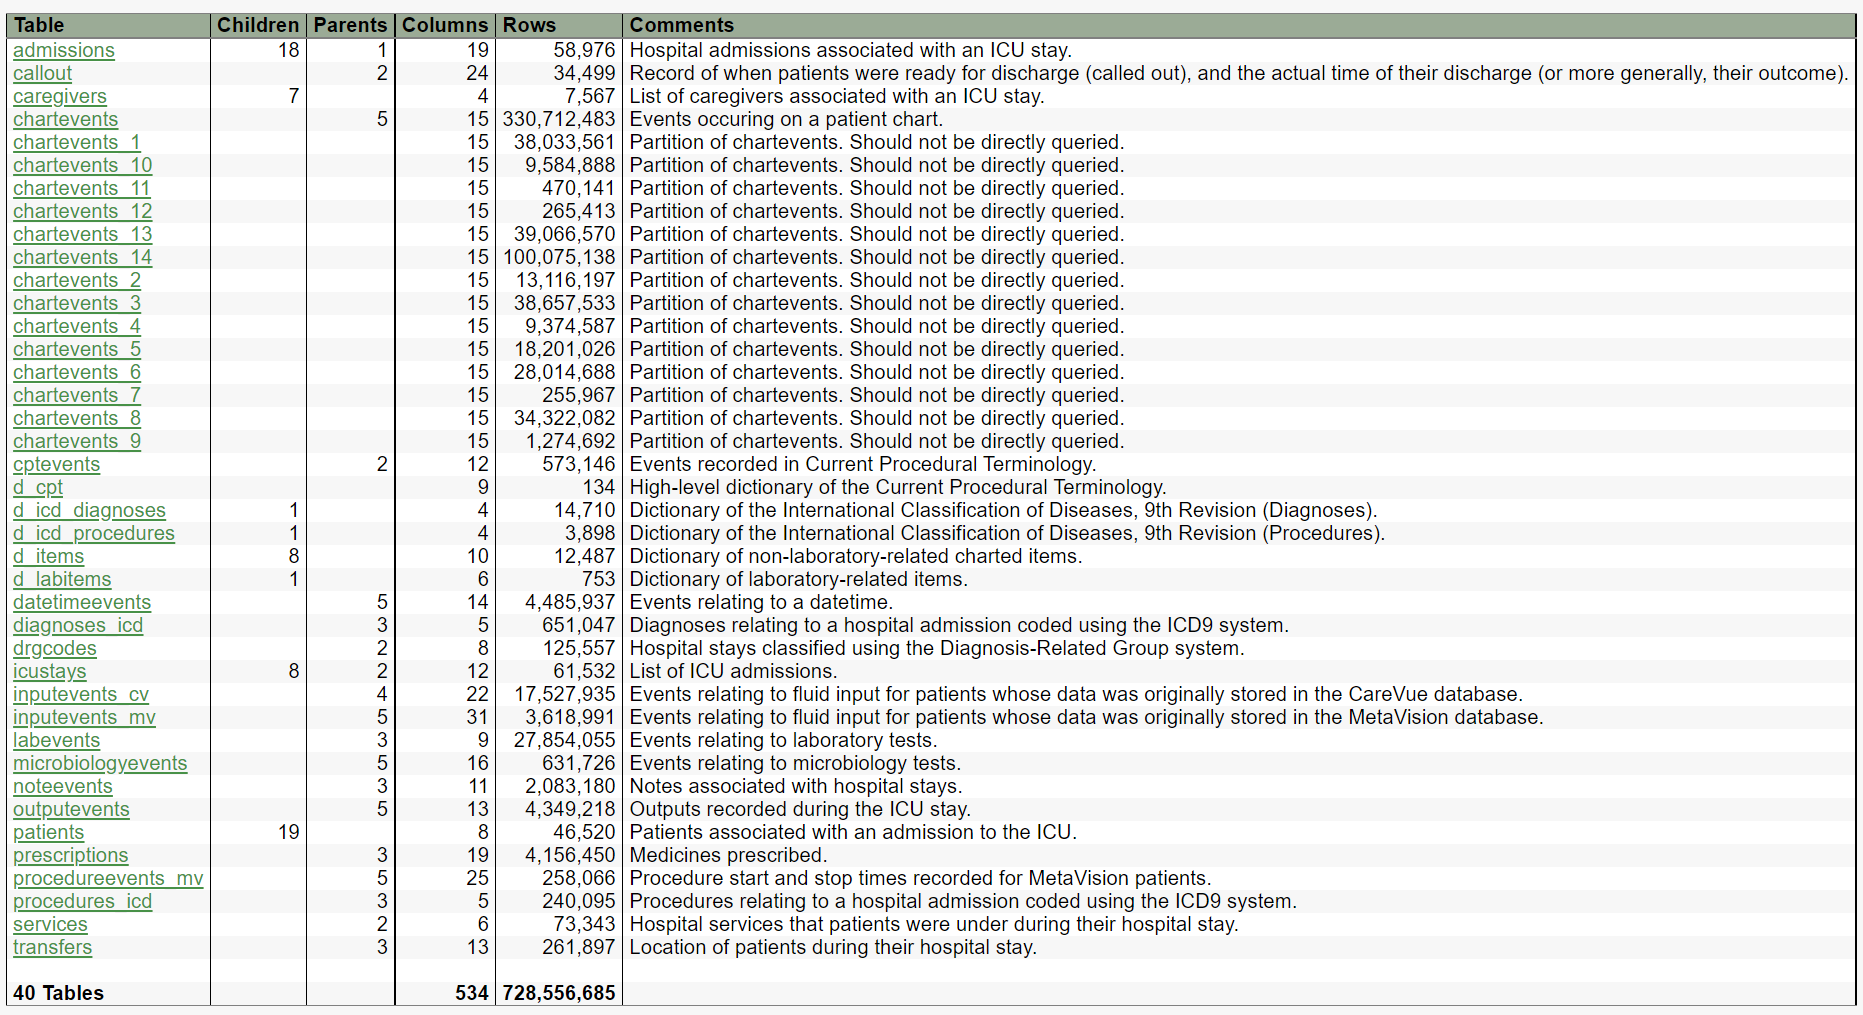 Table Children Parents Columns Rows Comments
admissions 18 1 19 58,976 Hospital admissions associated with an ICU stay.
callout 2 24 34,499 Record of when patients were ready for discharge (called out), and the actual time of their discharge (or more generally, their outcome).
caregivers 7 4 7,567 List of caregivers associated with an ICU stay.
chartevents 5 15 330,712,483 Events occuring on a patient chart.
chartevents_1 15 38,033,561 Partition of chartevents. Should not be directly queried.
chartevents_10 15 9,584,888 Partition of chartevents. Should not be directly queried.
chartevents_11 15 470,141 Partition of chartevents. Should not be directly queried.
chartevents_12 15 265,413 Partition of chartevents. Should not be directly queried.
chartevents_13 15 39,066,570 Partition of chartevents. Should not be directly queried.
chartevents_14 15 100,075,138 Partition of chartevents. Should not be directly queried.
chartevents_2 15 13,116,197 Partition of chartevents. Should not be directly queried.
chartevents_3 15 38,657,533 Partition of chartevents. Should not be directly queried.
chartevents_4 15 9,374,587 Partition of chartevents. Should not be directly queried.
chartevents_5 15 18,201,026 Partition of chartevents. Should not be directly queried.
chartevents_6 15 28,014,688 Partition of chartevents. Should not be directly queried.
chartevents_7 15 255,967 Partition of chartevents. Should not be directly queried.
chartevents_8 15 34,322,082 Partition of chartevents. Should not be directly queried.
chartevents_9 15 1,274,692 Partition of chartevents. Should not be directly queried.
cptevents 2 12 573,146 Events recorded in Current Procedural Terminology.
d_cpt 9 134 High-level dictionary of the Current Procedural Terminology.
d_icd_diagnoses 1 4 14,710 Dictionary of the International Classification of Diseases, 9th Revision (Diagnoses).
d_icd_procedures 1 4 3,898 Dictionary of the International Classification of Diseases, 9th Revision (Procedures).
d_items 8 10 12,487 Dictionary of non-laboratory-related charted items.
d_labitems 1 6 753 Dictionary of laboratory-related items.
datetimeevents 5 14 4,485,937 Events relating to a datetime.
diagnoses_icd 3 5 651,047 Diagnoses relating to a hospital admission coded using the ICD9 system.
drgcodes 2 8 125,557 Hospital stays classified using the Diagnosis-Related Group system.
icustays 8 2 12 61,532 List of ICU admissions.
inputevents_cv 4 22 17,527,935 Events relating to fluid input for patients whose data was originally stored in the CareVue database.
inputevents_mv 5 31 3,618,991 Events relating to fluid input for patients whose data was originally stored in the MetaVision database.
labevents 3 9 27,854,055 Events relating to laboratory tests.
microbiologyevents 5 16 631,726 Events relating to microbiology tests.
noteevents 3 11 2,083,180 Notes associated with hospital stays.
outputevents 5 13 4,349,218 Outputs recorded during the ICU stay.
patients 19 8 46,520 Patients associated with an admission to the ICU.
prescriptions 3 19 4,156,450 Medicines prescribed.
procedureevents_mv 5 25 258,066 Procedure start and stop times recorded for MetaVision patients.
procedures_icd 3 5 240,095 Procedures relating to a hospital admission coded using the ICD9 system.
services 2 6 73,343 Hospital services that patients were under during their hospital stay.
transfers 3 13 261,897 Location of patients during their hospital stay.
40 Tables 534 728,556,685